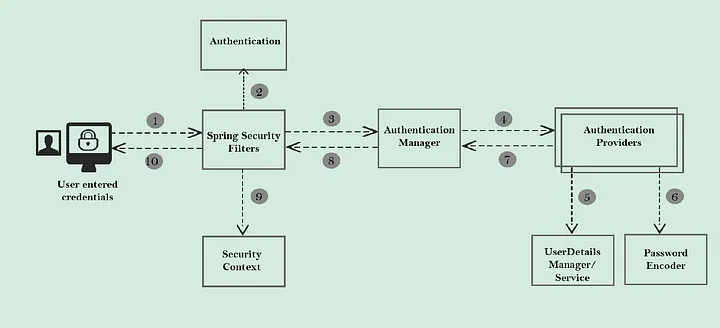 Authentication
2
1
3
4
Spring Security
Filters
Authentication
Manager
Authentication
Providers
10
8
7
User entered
credentials
9
5
6
Security
Context
UserDetails
Manager/
Service
Password
Encoder